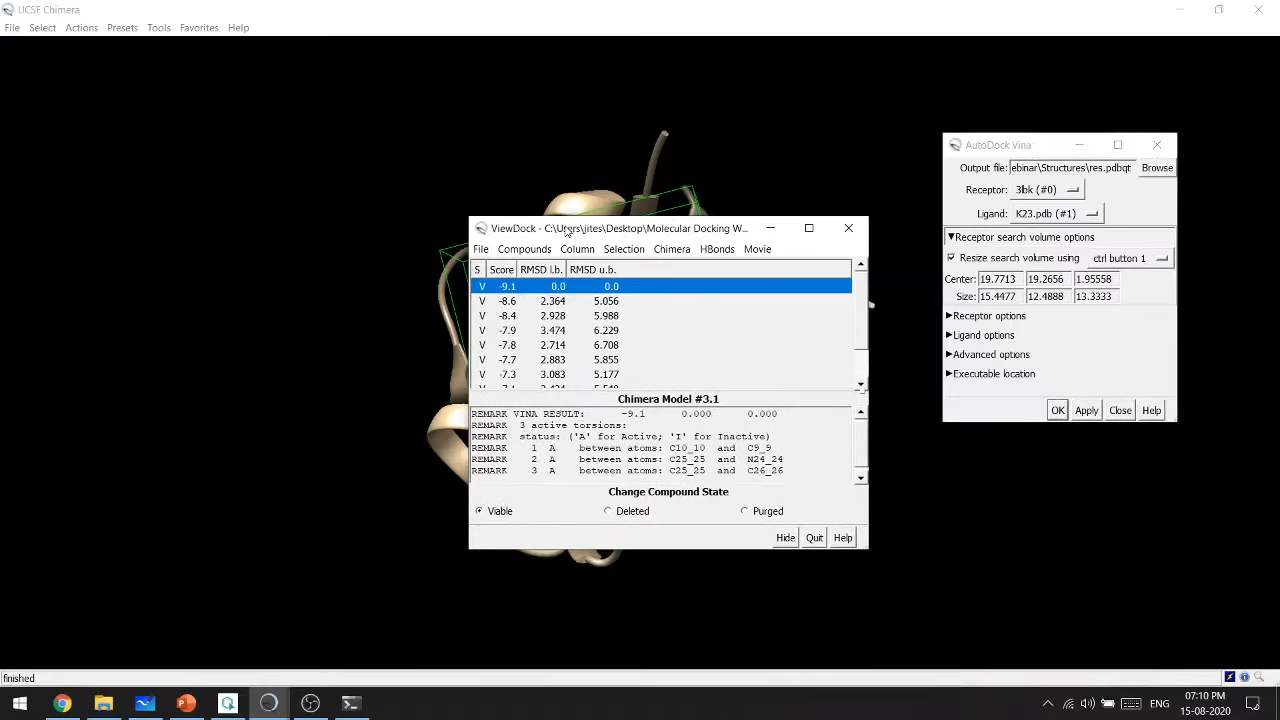 UCSF Chimera
File Select Actions Presets Tools Favorites Help
AutoDock Vina
Output file: ebinar\Structures\res.pdbqt Browse
Receptor: 3lbk (#0)
Ligand: K23.pdb (#1)
Receptor search volume options
Resize search volume using ctrl button 1
Center: 19.7713 19.2656 1.95558
Size: 15.4477 12.4888 13.3333
Receptor options
Ligand options
Advanced options
Executable location
OK Apply Close Help
ViewDock - C:\Users\jites\Desktop\Molecular Docking W...
File Compounds Column Selection Chimera HBonds Movie
S Score RMSD l.b. RMSD u.b.
V -9.1 0.0 0.0
V -8.6 2.364 5.056
V -8.4 2.928 5.988
V -7.9 3.474 6.229
V -7.8 2.714 6.708
V -7.7 2.883 5.855
V -7.3 3.083 5.177
Chimera Model #3.1
REMARK VINA RESULT: -9.1 0.000 0.000
REMARK 3 active torsions:
REMARK status: ('A' for Active; 'I' for Inactive)
REMARK 1 A between atoms: C10_10 and C9_9
REMARK 2 A between atoms: C25_25 and N24_24
REMARK 3 A between atoms: C25_25 and C26_26
Change Compound State
Viable Deleted Purged
Hide Quit Help
finished
ENG
07:10 PM
15-08-2020